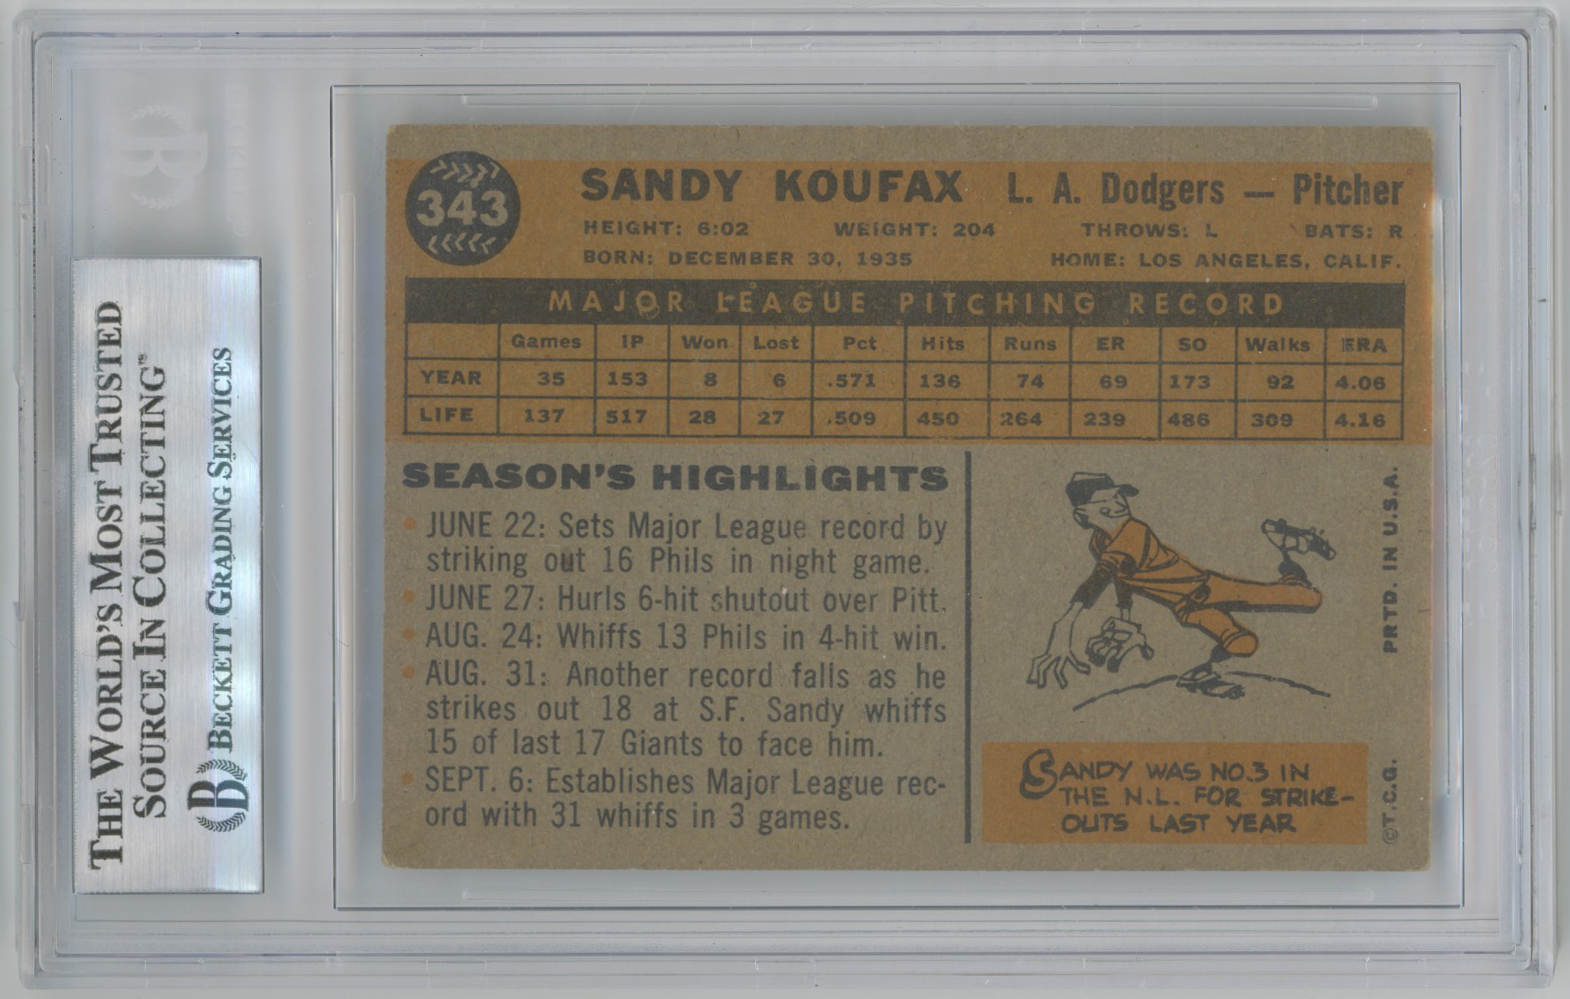 THE WORLD'S MOST TRUSTED
SOURCE IN COLLECTING™
BECKETT GRADING SERVICES
343
SANDY KOUFAX L. A. Dodgers — Pitcher
HEIGHT: 6:02 WEIGHT: 204 THROWS: L BATS: R
BORN: DECEMBER 30, 1935 HOME: LOS ANGELES, CALIF.
MAJOR LEAGUE PITCHING RECORD
Games IP Won Lost Pct Hits Runs ER SO Walks ERA
YEAR 35 153 8 6 .571 136 74 69 173 92 4.06
LIFE 137 517 28 27 .509 450 264 239 486 309 4.16
SEASON'S HIGHLIGHTS
• JUNE 22: Sets Major League record by
striking out 16 Phils in night game.
• JUNE 27: Hurls 6-hit shutout over Pitt.
• AUG. 24: Whiffs 13 Phils in 4-hit win.
• AUG. 31: Another record falls as he
strikes out 18 at S.F. Sandy whiffs
15 of last 17 Giants to face him.
• SEPT. 6: Establishes Major League rec-
ord with 31 whiffs in 3 games.
SANDY WAS NO.3 IN
THE N.L. FOR STRIKE-
OUTS LAST YEAR
©T.C.G. PRTD. IN U.S.A.